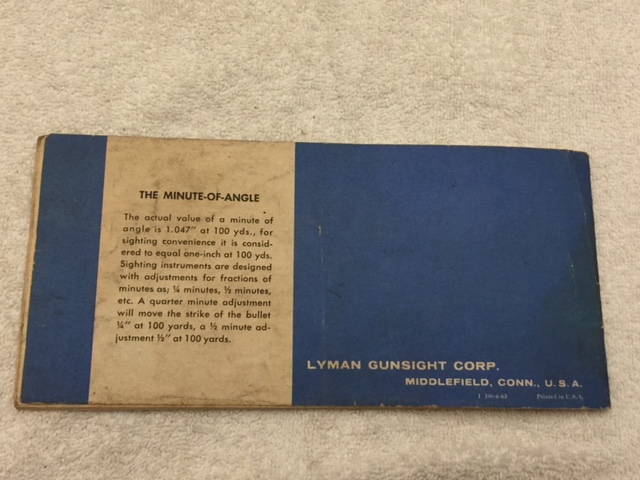 THE MINUTE-OF-ANGLE
The actual value of a minute of
angle is 1.047" at 100 yds., for
sighting convenience it is consid-
ered to equal one-inch at 100 yds.
Sighting instruments are designed
with adjustments for fractions of
minutes as; ¼ minutes, ½ minutes,
etc. A quarter minute adjustment
will move the strike of the bullet
¼" at 100 yards, a ½ minute ad-
justment ½" at 100 yards.
LYMAN GUNSIGHT CORP.
MIDDLEFIELD, CONN., U. S. A.
Printed in U.S.A.